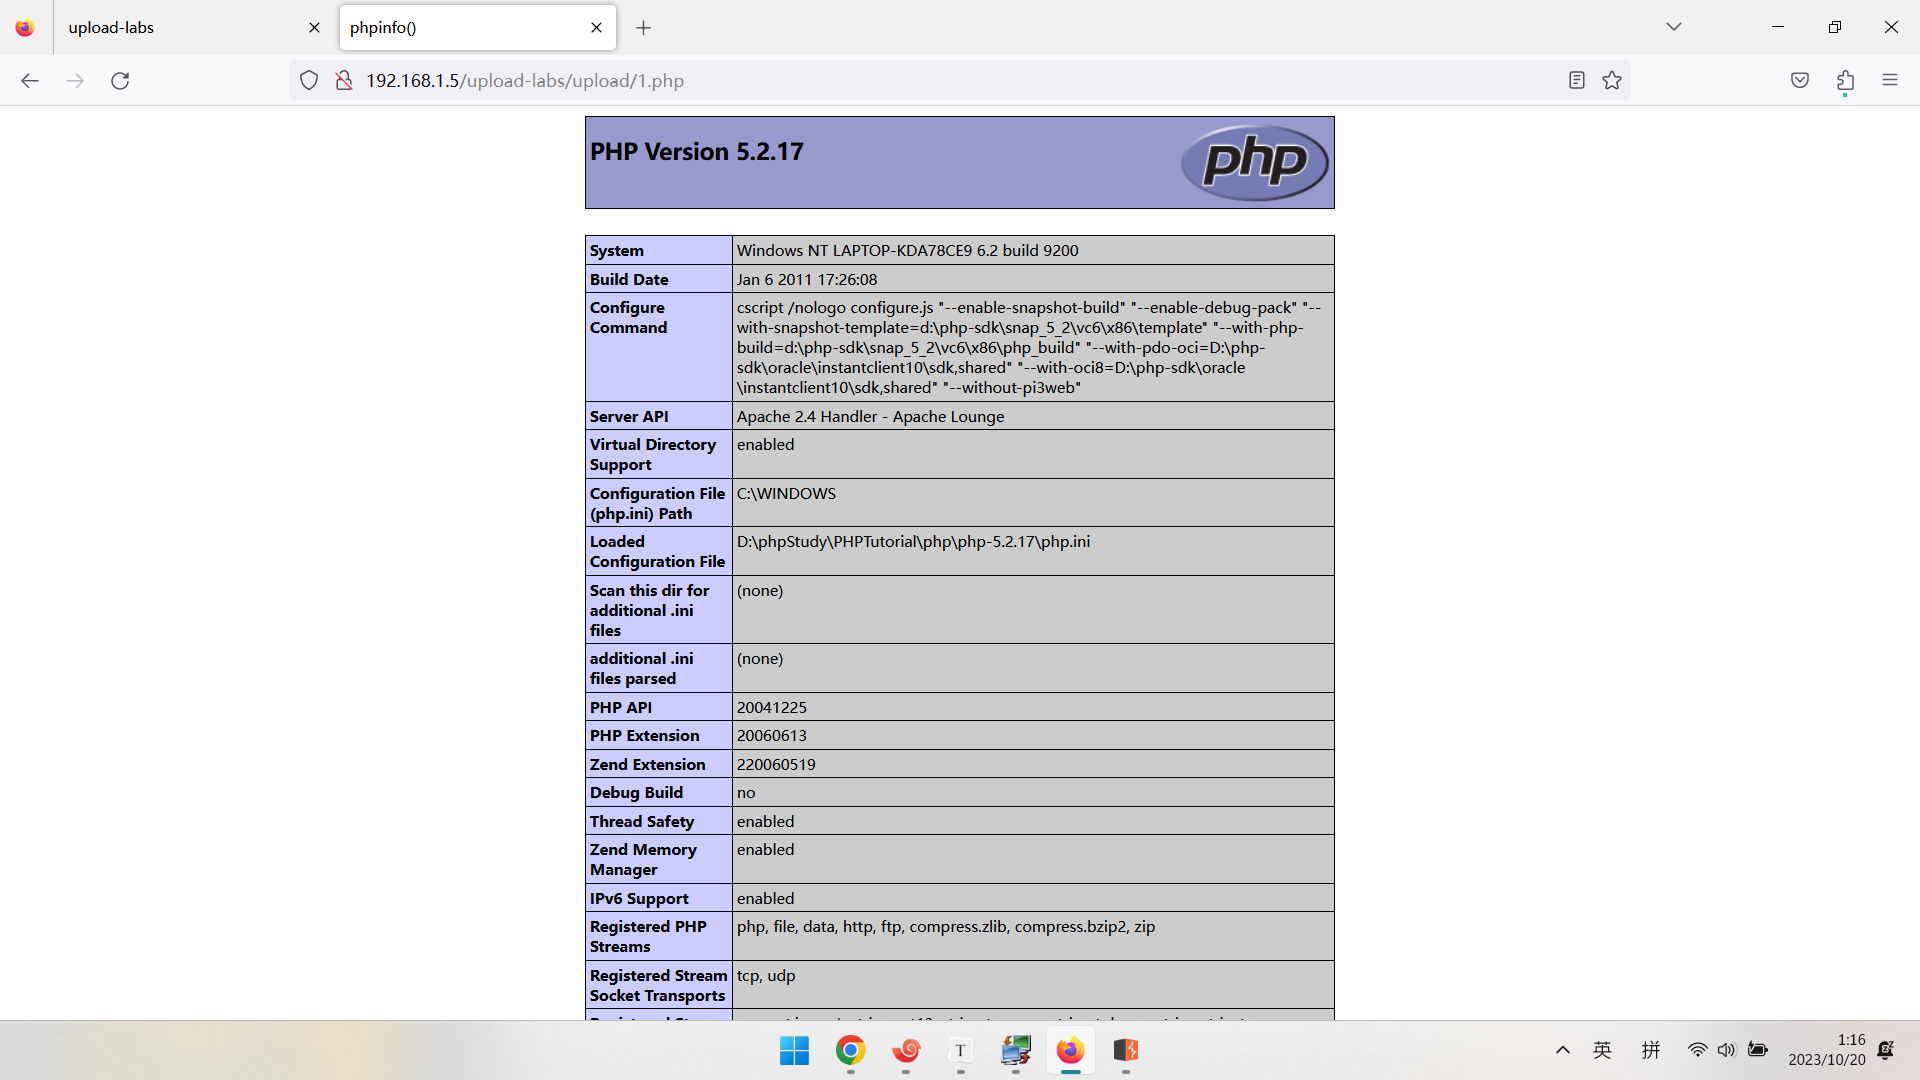 upload-labs
phpinfo()
192.168.1.5/upload-labs/upload/1.php
PHP Version 5.2.17
php
System
Windows NT LAPTOP-KDA78CE9 6.2 build 9200
Build Date
Jan 6 2011 17:26:08
Configure
Command
cscript /nologo configure.js "--enable-snapshot-build" "--enable-debug-pack" "--
with-snapshot-template=d:\php-sdk\snap_5_2\vc6\x86\template" "--with-php-
build=d:\php-sdk\snap_5_2\vc6\x86\php_build" "--with-pdo-oci=D:\php-
sdk\oracle\instantclient10\sdk,shared" "--with-oci8=D:\php-sdk\oracle
\instantclient10\sdk,shared" "--without-pi3web"
Server API
Apache 2.4 Handler - Apache Lounge
Virtual Directory
Support
enabled
Configuration File
(php.ini) Path
C:\WINDOWS
Loaded
Configuration File
D:\phpStudy\PHPTutorial\php\php-5.2.17\php.ini
Scan this dir for
additional .ini
files
(none)
additional .ini
files parsed
(none)
PHP API
20041225
PHP Extension
20060613
Zend Extension
220060519
Debug Build
no
Thread Safety
enabled
Zend Memory
Manager
enabled
IPv6 Support
enabled
Registered PHP
Streams
php, file, data, http, ftp, compress.zlib, compress.bzip2, zip
Registered Stream
Socket Transports
tcp, udp
T
英
拼
1:16
2023/10/20